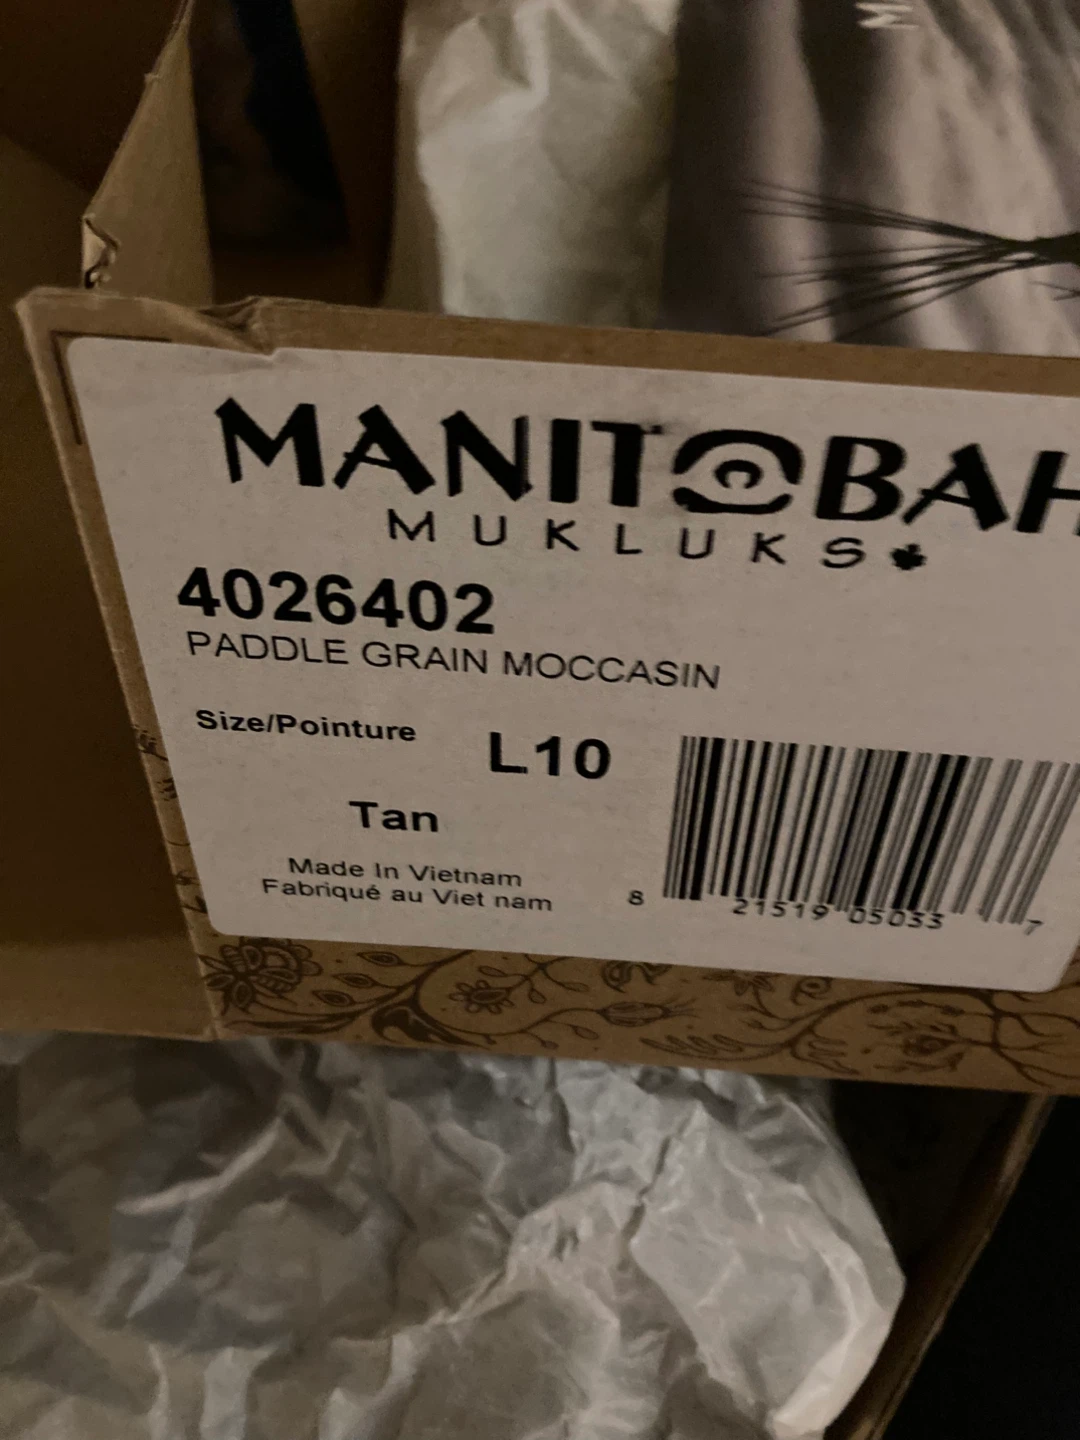 MANITOBAH
MUKLUKS
4026402
PADDLE GRAIN MOCCASIN
Size/Pointure L10
Tan
Made In Vietnam
Fabriqué au Viet nam
8 21519 05033 7